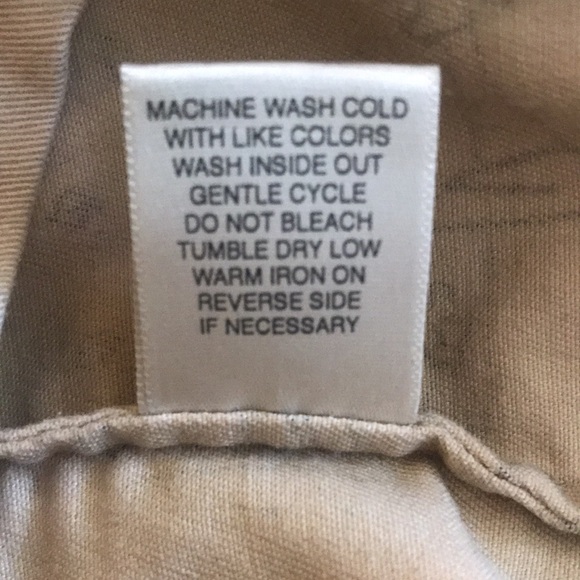 MACHINE WASH COLD
WITH LIKE COLORS
WASH INSIDE OUT
GENTLE CYCLE
DO NOT BLEACH
TUMBLE DRY LOW
WARM IRON ON
REVERSE SIDE
IF NECESSARY